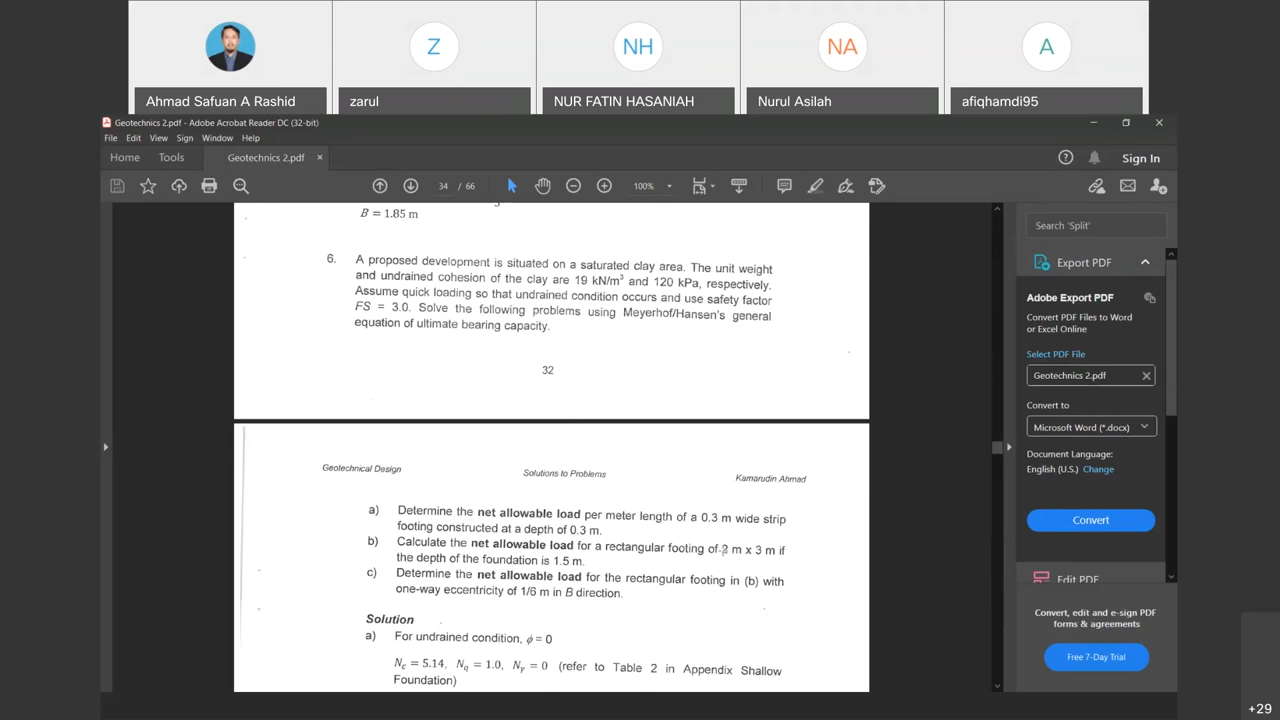 Z
NH
NA
A
Ahmad Safuan A Rashid
zarul
NUR FATIN HASANIAH
Nurul Asilah
afiqhamdi95
Geotechnics 2.pdf - Adobe Acrobat Reader DC (32-bit)
File Edit View Sign Window Help
Home Tools Geotechnics 2.pdf × Sign In
34 / 66 100%
B = 1.85 m
6. A proposed development is situated on a saturated clay area. The unit weight
and undrained cohesion of the clay are 19 kN/m³ and 120 kPa, respectively.
Assume quick loading so that undrained condition occurs and use safety factor
FS = 3.0. Solve the following problems using Meyerhof/Hansen's general
equation of ultimate bearing capacity.
32
Geotechnical Design Solutions to Problems Kamarudin Ahmad
a) Determine the net allowable load per meter length of a 0.3 m wide strip
footing constructed at a depth of 0.3 m.
b) Calculate the net allowable load for a rectangular footing of 2 m x 3 m if
the depth of the foundation is 1.5 m.
c) Determine the net allowable load for the rectangular footing in (b) with
one-way eccentricity of 1/6 m in B direction.
Solution
a) For undrained condition, ϕ = 0
Nc = 5.14, Nq = 1.0, Nγ = 0 (refer to Table 2 in Appendix Shallow
Foundation)
Search 'Split'
Export PDF
Adobe Export PDF
Convert PDF Files to Word
or Excel Online
Select PDF File
Geotechnics 2.pdf
Convert to
Microsoft Word (*.docx)
Document Language:
English (U.S.) Change
Convert
Edit PDF
Convert, edit and e-sign PDF
forms & agreements
Free 7-Day Trial
+29